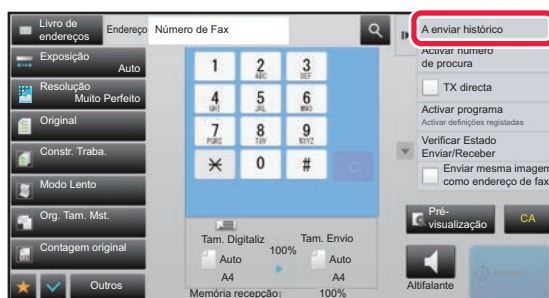 Livro de
endereços
Endereço
Número de Fax
Exposição
Auto
Resolução
Muito Perfeito
Original
Constr. Traba.
Modo Lento
Org. Tam. Mst.
Contagem original
Outros
1
2
ABC
3
DEF
4
GHI
5
JKL
6
MNO
7
PQRS
8
TUV
9
WXYZ
0
#
Tam. Digitaliz
100%
Tam. Envio
Auto
A4
Auto
A4
Memória recepção:
100%
A enviar histórico
Activar número
de procura
TX directa
Activar programa
Activar definições registadas
Verificar Estado
Enviar/Receber
Enviar mesma imagem
como endereço de fax
Pré-
visualização
CA
Altifalante
Iniciar